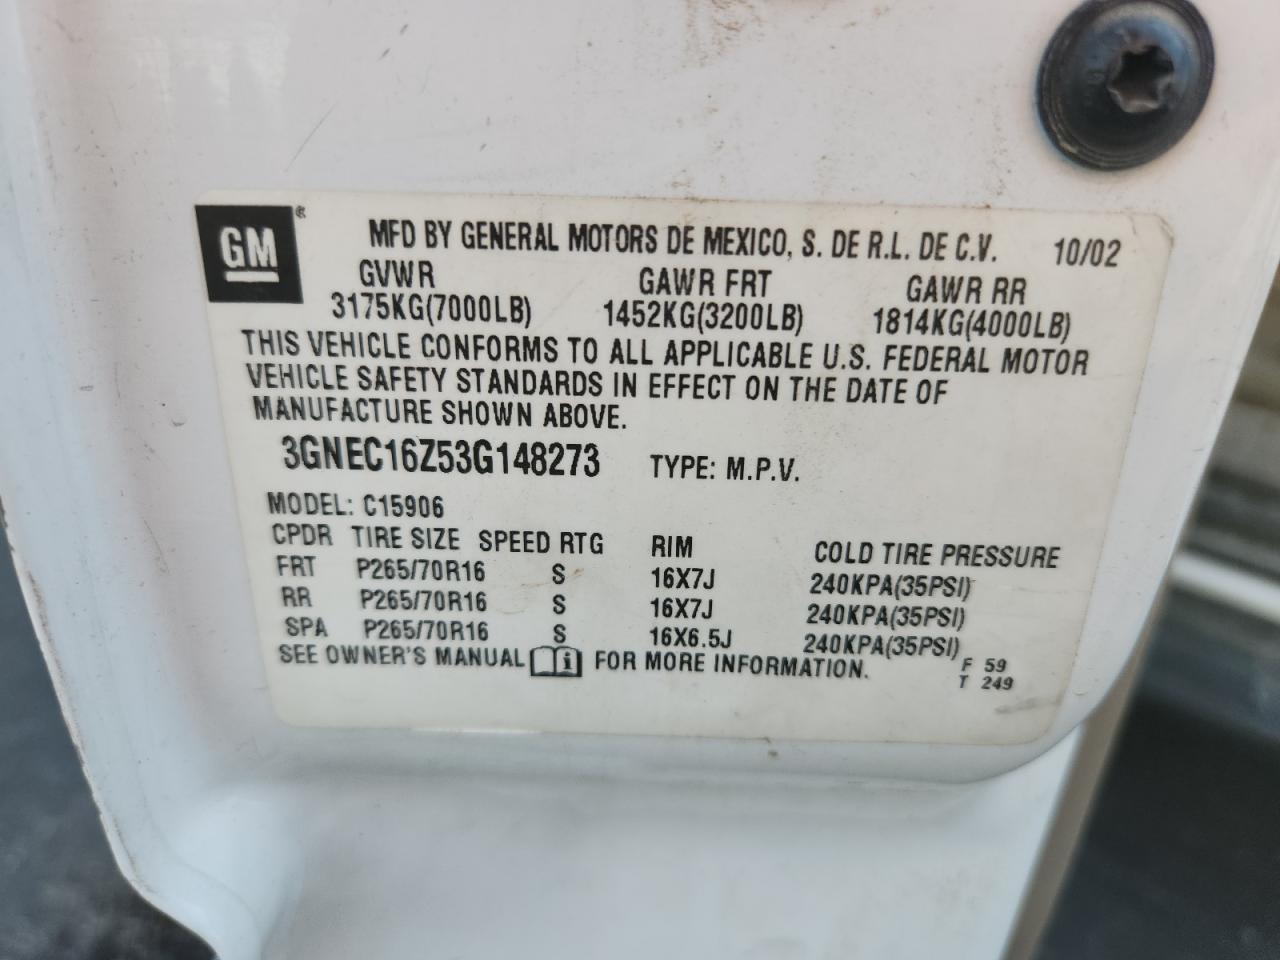 GM ® MFD BY GENERAL MOTORS DE MEXICO, S. DE R.L. DE C.V. 10/02
GVWR GAWR FRT GAWR RR
3175KG(7000LB) 1452KG(3200LB) 1814KG(4000LB)
THIS VEHICLE CONFORMS TO ALL APPLICABLE U.S. FEDERAL MOTOR
VEHICLE SAFETY STANDARDS IN EFFECT ON THE DATE OF
MANUFACTURE SHOWN ABOVE.
3GNEC16Z53G148273 TYPE: M.P.V.
MODEL: C15906
CPDR TIRE SIZE SPEED RTG RIM COLD TIRE PRESSURE
FRT P265/70R16 S 16X7J 240KPA(35PSI)
RR P265/70R16 S 16X7J 240KPA(35PSI)
SPA P265/70R16 S 16X6.5J 240KPA(35PSI)
SEE OWNER'S MANUAL i FOR MORE INFORMATION. F 59
T 249